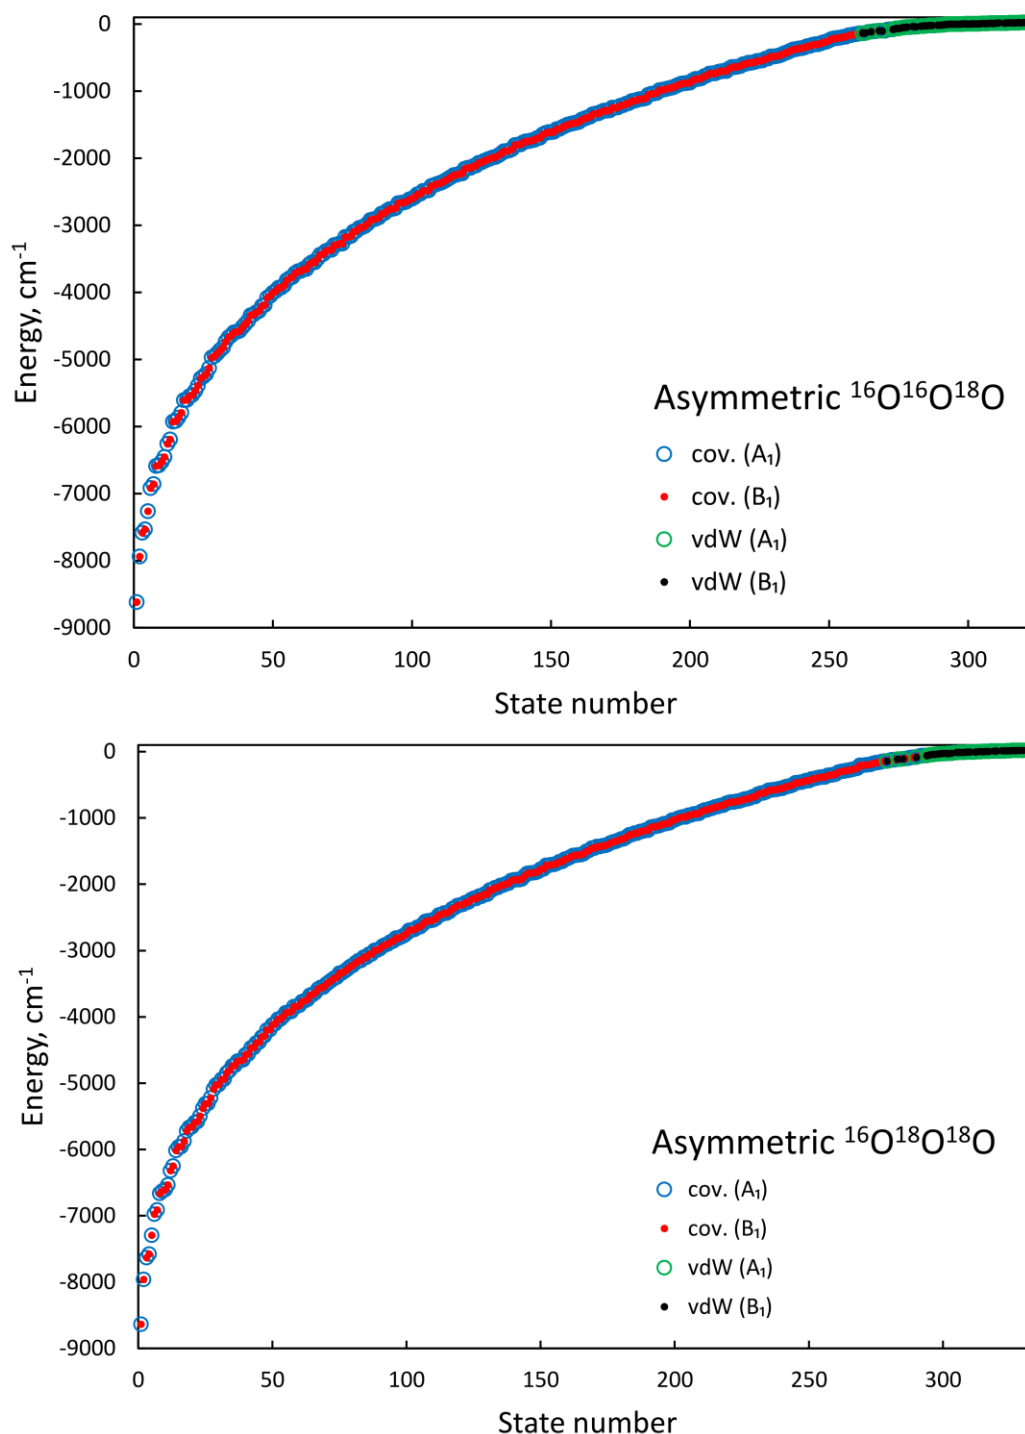 0
-1000
-2000
-3000
-4000
-5000
-6000
-7000
-8000
-9000
Energy, cm⁻¹
Asymmetric ¹⁶O¹⁶O¹⁸O
cov. (A₁)
cov. (B₁)
vdW (A₁)
vdW (B₁)
0 50 100 150 200 250 300
State number
0
-1000
-2000
-3000
-4000
-5000
-6000
-7000
-8000
-9000
Energy, cm⁻¹
Asymmetric ¹⁶O¹⁸O¹⁸O
cov. (A₁)
cov. (B₁)
vdW (A₁)
vdW (B₁)
0 50 100 150 200 250 300
State number